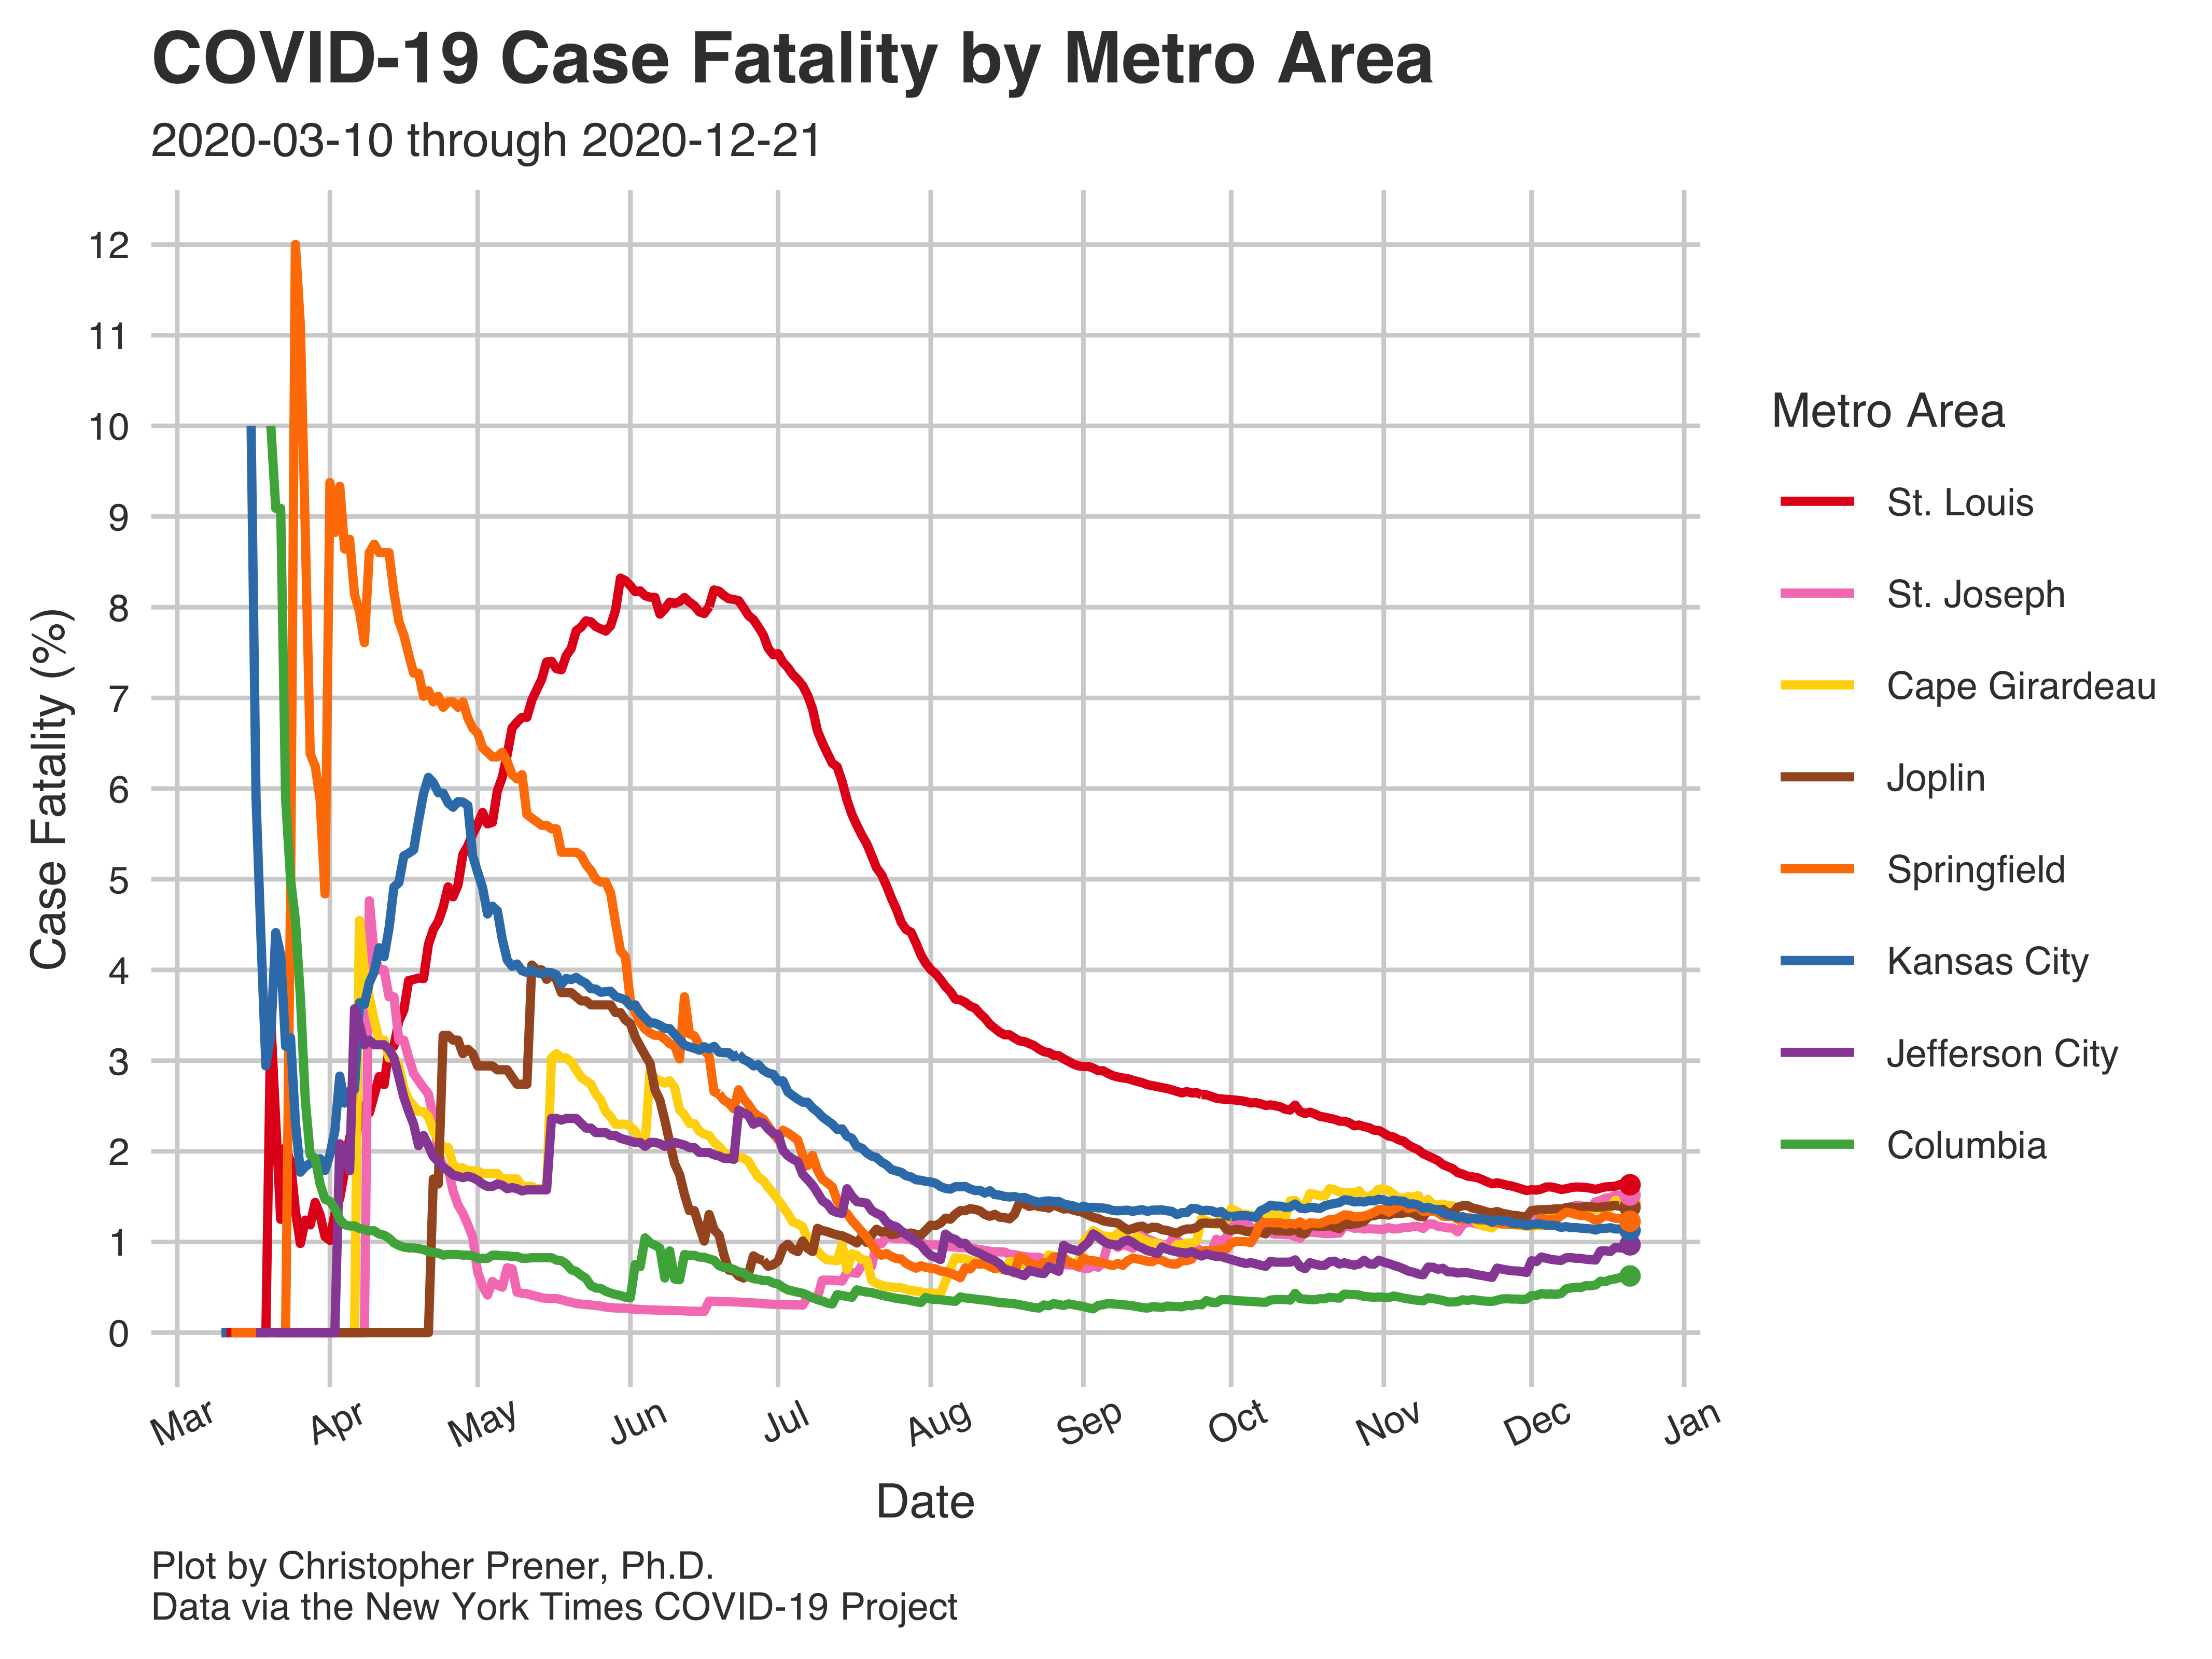 COVID-19 Case Fatality by Metro Area
2020-03-10 through 2020-12-21
Case Fatality (%)
12
11
10
9
8
7
6
5
4
3
2
1
0
Mar
Apr
May
Jun
Jul
Aug
Sep
Oct
Nov
Dec
Jan
Date
Metro Area
St. Louis
St. Joseph
Cape Girardeau
Joplin
Springfield
Kansas City
Jefferson City
Columbia
Plot by Christopher Prener, Ph.D.
Data via the New York Times COVID-19 Project